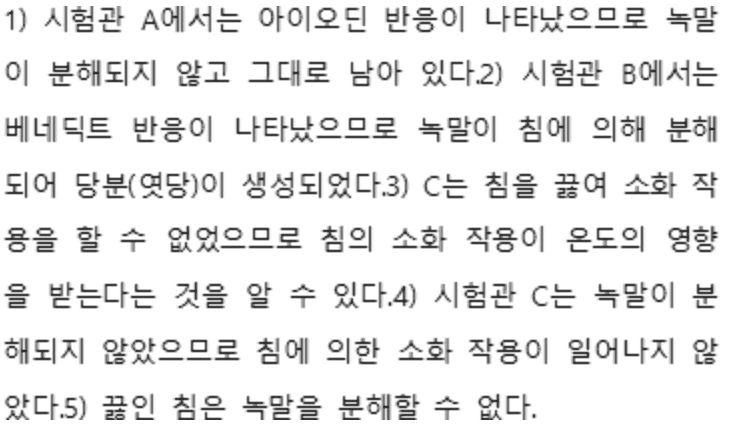 1) 시험관 A에서는 아이오딘 반응이 나타났으므로 녹말
이 분해되지 않고 그대로 남아 있다.2) 시험관 B에서는
베네딕트 반응이 나타났으므로 녹말이 침에 의해 분해
되어 당분(엿당)이 생성되었다.3) C는 침을 끓여 소화 작
용을 할 수 없었으므로 침의 소화 작용이 온도의 영향
을 받는다는 것을 알 수 있다.4) 시험관 C는 녹말이 분
해되지 않았으므로 침에 의한 소화 작용이 일어나지 않
았다.5) 끓인 침은 녹말을 분해할 수 없다.